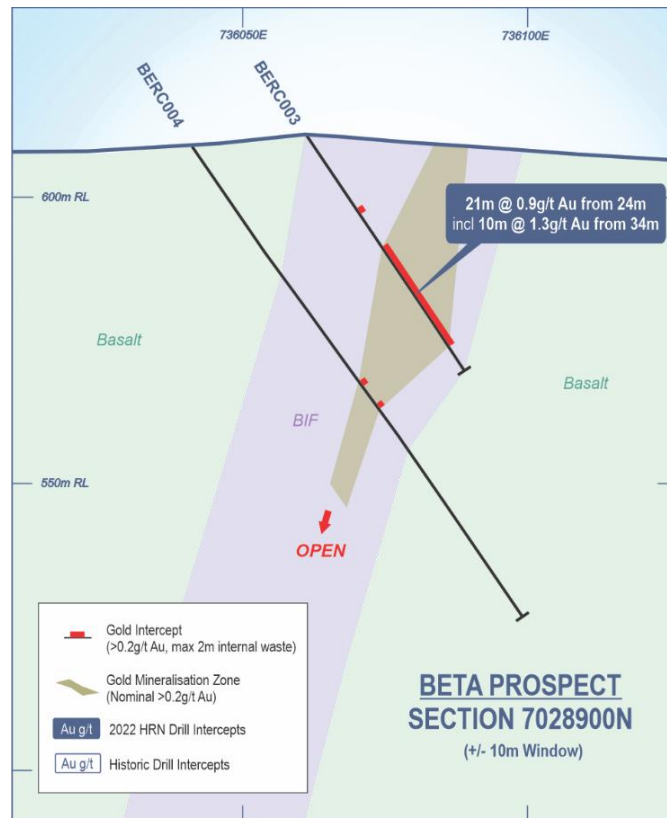 736050E
736100E
BERC004
BERC003
600m RL
21m @ 0.9g/t Au from 24m
incl 10m @ 1.3g/t Au from 34m
Basalt
Basalt
BIF
550m RL
OPEN
Gold Intercept
(>0.2g/t Au, max 2m internal waste)
Gold Mineralisation Zone
(Nominal >0.2g/t Au)
Au g/t 2022 HRN Drill Intercepts
Au g/t Historic Drill Intercepts
BETA PROSPECT
SECTION 7028900N
(+/- 10m Window)